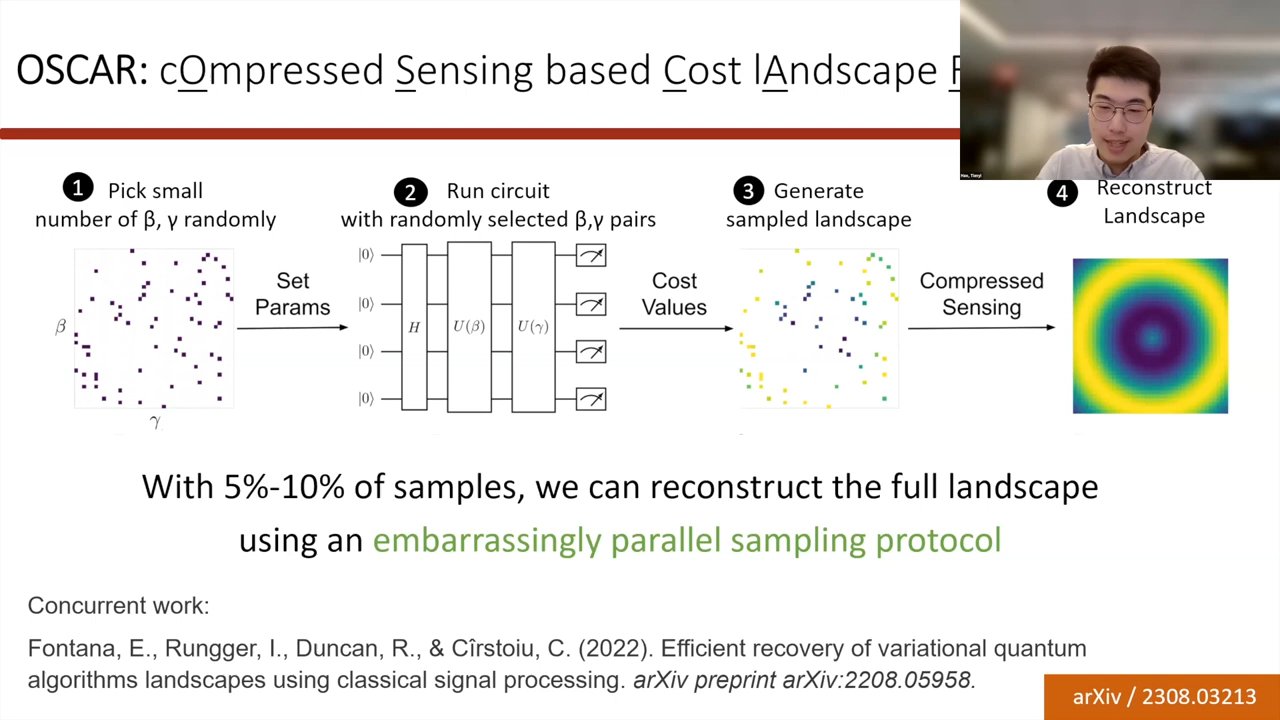 OSCAR: cOmpressed Sensing based Cost lAndscape
1 Pick small
number of β, γ randomly
2 Run circuit
with randomly selected β,γ pairs
3 Generate
sampled landscape
4 Reconstruct
Landscape
β
γ
Set
Params
|0⟩
|0⟩
|0⟩
|0⟩
H
U(β)
U(γ)
Cost
Values
Compressed
Sensing
With 5%-10% of samples, we can reconstruct the full landscape
using an embarrassingly parallel sampling protocol
Concurrent work:
Fontana, E., Rungger, I., Duncan, R., & Cîrstoiu, C. (2022). Efficient recovery of variational quantum
algorithms landscapes using classical signal processing. arXiv preprint arXiv:2208.05958.
arXiv / 2308.03213